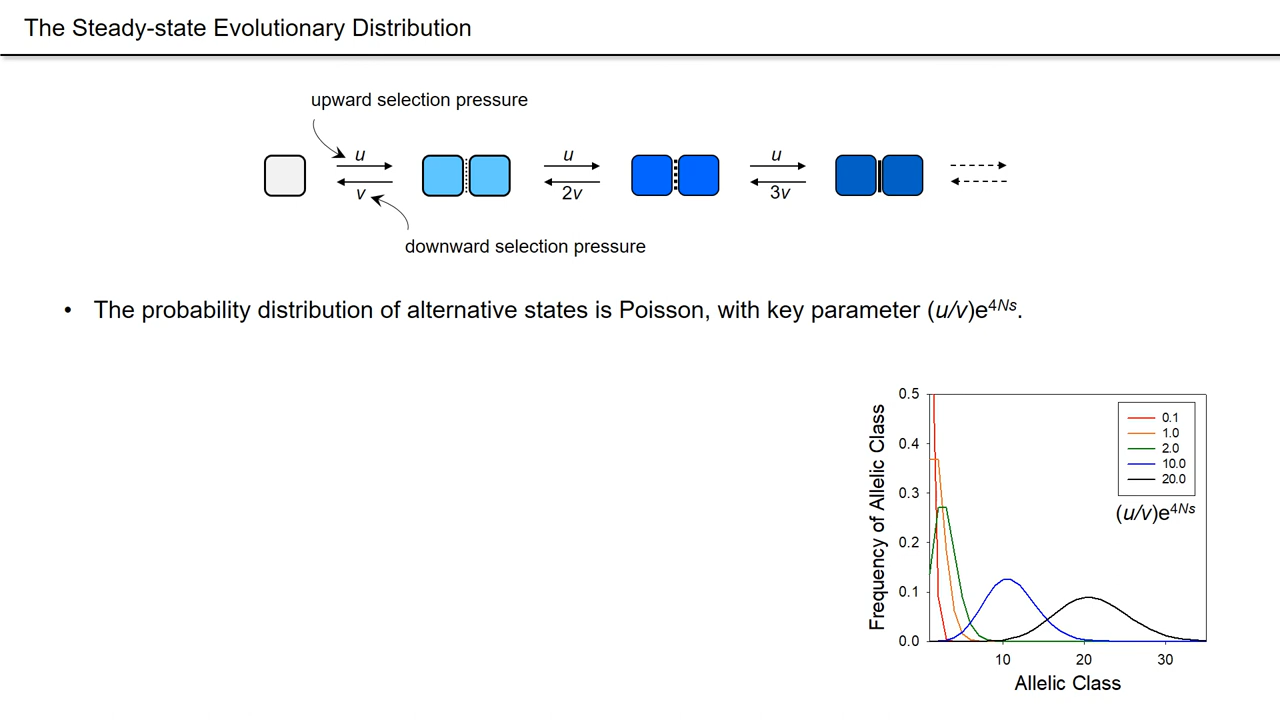 The Steady-state Evolutionary Distribution
upward selection pressure
u u u
v 2v 3v
downward selection pressure
• The probability distribution of alternative states is Poisson, with key parameter (u/v)e⁴ᴺˢ.
Frequency of Allelic Class
0.5
0.4
0.3
0.2
0.1
0.0
10 20 30
Allelic Class
0.1
1.0
2.0
10.0
20.0
(u/v)e⁴ᴺˢ